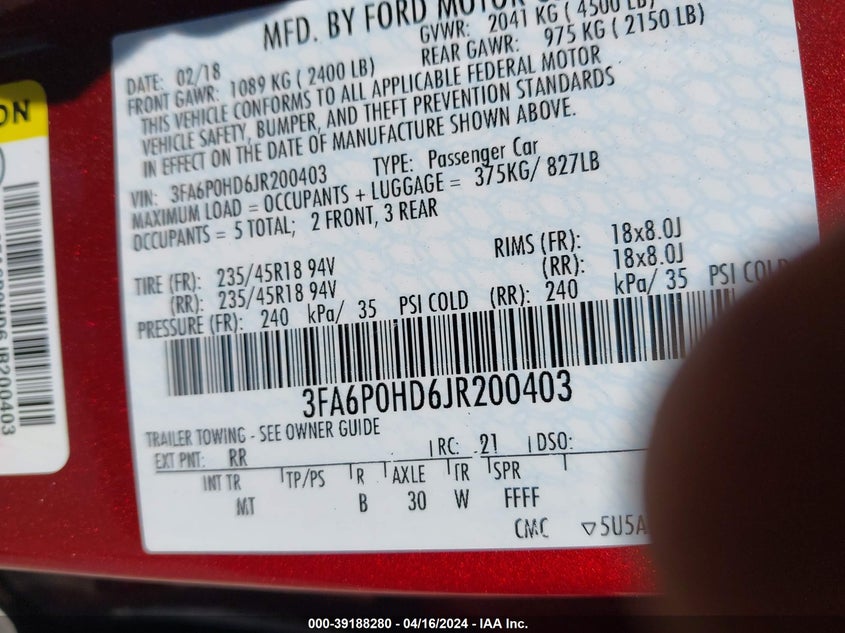 MFD. BY FORD MOTOR
DATE: 02/18 GVWR: 2041 KG ( 4500 LB)
FRONT GAWR: 1089 KG ( 2400 LB) REAR GAWR: 975 KG ( 2150 LB)
THIS VEHICLE CONFORMS TO ALL APPLICABLE FEDERAL MOTOR
VEHICLE SAFETY, BUMPER, AND THEFT PREVENTION STANDARDS
IN EFFECT ON THE DATE OF MANUFACTURE SHOWN ABOVE.
VIN: 3FA6P0HD6JR200403 TYPE: Passenger Car
MAXIMUM LOAD = OCCUPANTS + LUGGAGE = 375KG/ 827LB
OCCUPANTS = 5 TOTAL; 2 FRONT, 3 REAR
TIRE (FR): 235/45R18 94V RIMS (FR): 18x8.0J
(RR): 235/45R18 94V (RR): 18x8.0J
PRESSURE (FR): 240 kPa/ 35 PSI COLD (RR): 240 kPa/ 35 PSI COLD
3FA6P0HD6JR200403
TRAILER TOWING - SEE OWNER GUIDE
EXT PNT: RR RC: 21 DSO:
INT TR TP/PS R AXLE TR SPR
MT B 30 W FFFF
CMC ▽5U5A
000-39188280 - 04/16/2024 - IAA Inc.